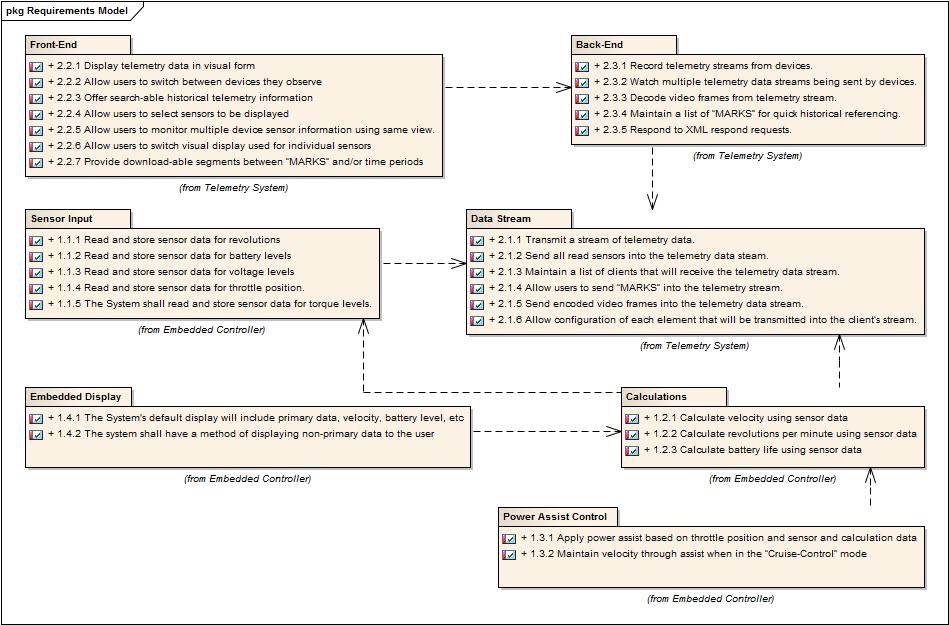 pkg Requirements Model
Front-End
+ 2.2.1 Display telemetry data in visual form
+ 2.2.2 Allow users to switch between devices they observe
+ 2.2.3 Offer search-able historical telemetry information
+ 2.2.4 Allow users to select sensors to be displayed
+ 2.2.5 Allow users to monitor multiple device sensor information using same view.
+ 2.2.6 Allow users to switch visual display used for individual sensors
+ 2.2.7 Provide download-able segments between "MARKS" and/or time periods
(from Telemetry System)
Back-End
+ 2.3.1 Record telemetry streams from devices.
+ 2.3.2 Watch multiple telemetry data streams being sent by devices.
+ 2.3.3 Decode video frames from telemetry stream.
+ 2.3.4 Maintain a list of "MARKS" for quick historical referencing.
+ 2.3.5 Respond to XML respond requests.
(from Telemetry System)
Sensor Input
+ 1.1.1 Read and store sensor data for revolutions
+ 1.1.2 Read and store sensor data for battery levels
+ 1.1.3 Read and store sensor data for voltage levels
+ 1.1.4 Read and store sensor data for throttle position.
+ 1.1.5 The System shall read and store sensor data for torque levels.
(from Embedded Controller)
Data Stream
+ 2.1.1 Transmit a stream of telemetry data.
+ 2.1.2 Send all read sensors into the telemetry data steam.
+ 2.1.3 Maintain a list of clients that will receive the telemetry data stream.
+ 2.1.4 Allow users to send "MARKS" into the telemetry stream.
+ 2.1.5 Send encoded video frames into the telemetry data stream.
+ 2.1.6 Allow configuration of each element that will be transmitted into the client's stream.
(from Telemetry System)
Embedded Display
+ 1.4.1 The System's default display will include primary data, velocity, battery level, etc
+ 1.4.2 The system shall have a method of displaying non-primary data to the user
(from Embedded Controller)
Calculations
+ 1.2.1 Calculate velocity using sensor data
+ 1.2.2 Calculate revolutions per minute using sensor data
+ 1.2.3 Calculate battery life using sensor data
(from Embedded Controller)
Power Assist Control
+ 1.3.1 Apply power assist based on throttle position and sensor and calculation data
+ 1.3.2 Maintain velocity through assist when in the "Cruise-Control" mode
(from Embedded Controller)